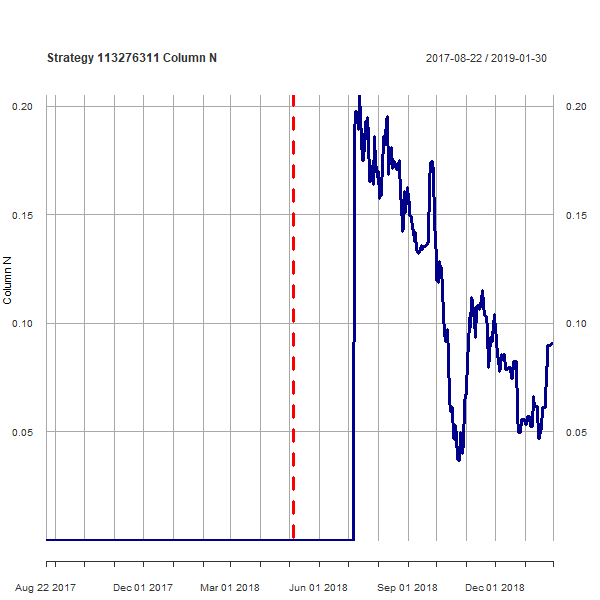 Strategy 113276311 Column N 2017-08-22 / 2019-01-30
0.20 0.20
0.15 0.15
Column N
0.10 0.10
0.05 0.05
Aug 22 2017 Dec 01 2017 Mar 01 2018 Jun 01 2018 Sep 01 2018 Dec 01 2018